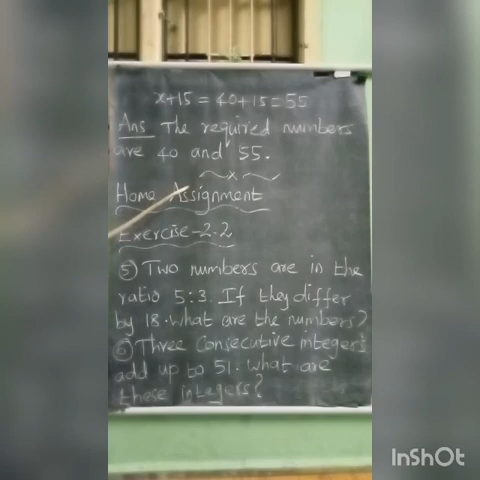 x+15 = 40+15 = 55
Ans The required numbers
are 40 and 55.
Home Assignment
Exercise-2.2
5) Two numbers are in the
ratio 5:3. If they differ
by 18. what are the numbers?
6) Three Consecutive integers
add up to 51. what are
these integers?
InShOt